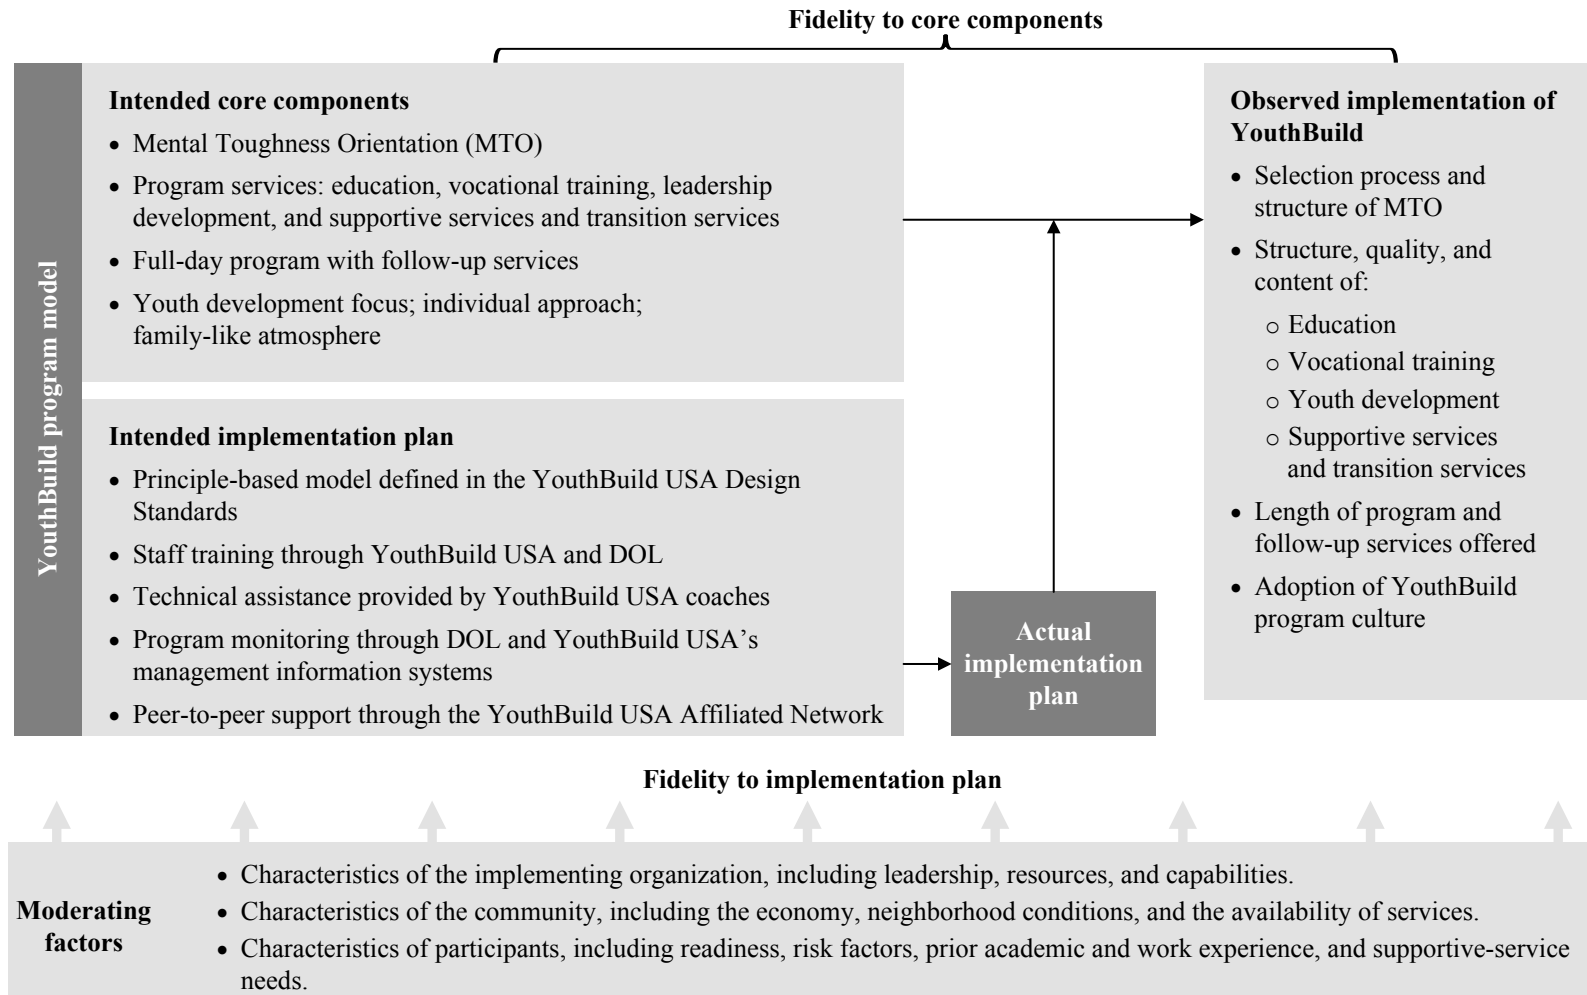 Fidelity to core components
YouthBuild program model
Intended core components
• Mental Toughness Orientation (MTO)
• Program services: education, vocational training, leadership
development, and supportive services and transition services
• Full-day program with follow-up services
• Youth development focus; individual approach;
family-like atmosphere
Intended implementation plan
• Principle-based model defined in the YouthBuild USA Design
Standards
• Staff training through YouthBuild USA and DOL
• Technical assistance provided by YouthBuild USA coaches
• Program monitoring through DOL and YouthBuild USA’s
management information systems
• Peer-to-peer support through the YouthBuild USA Affiliated Network
Actual
implementation
plan
Observed implementation of
YouthBuild
• Selection process and
structure of MTO
• Structure, quality, and
content of:
o Education
o Vocational training
o Youth development
o Supportive services
and transition services
• Length of program and
follow-up services offered
• Adoption of YouthBuild
program culture
Fidelity to implementation plan
Moderating
factors
• Characteristics of the implementing organization, including leadership, resources, and capabilities.
• Characteristics of the community, including the economy, neighborhood conditions, and the availability of services.
• Characteristics of participants, including readiness, risk factors, prior academic and work experience, and supportive-service
needs.